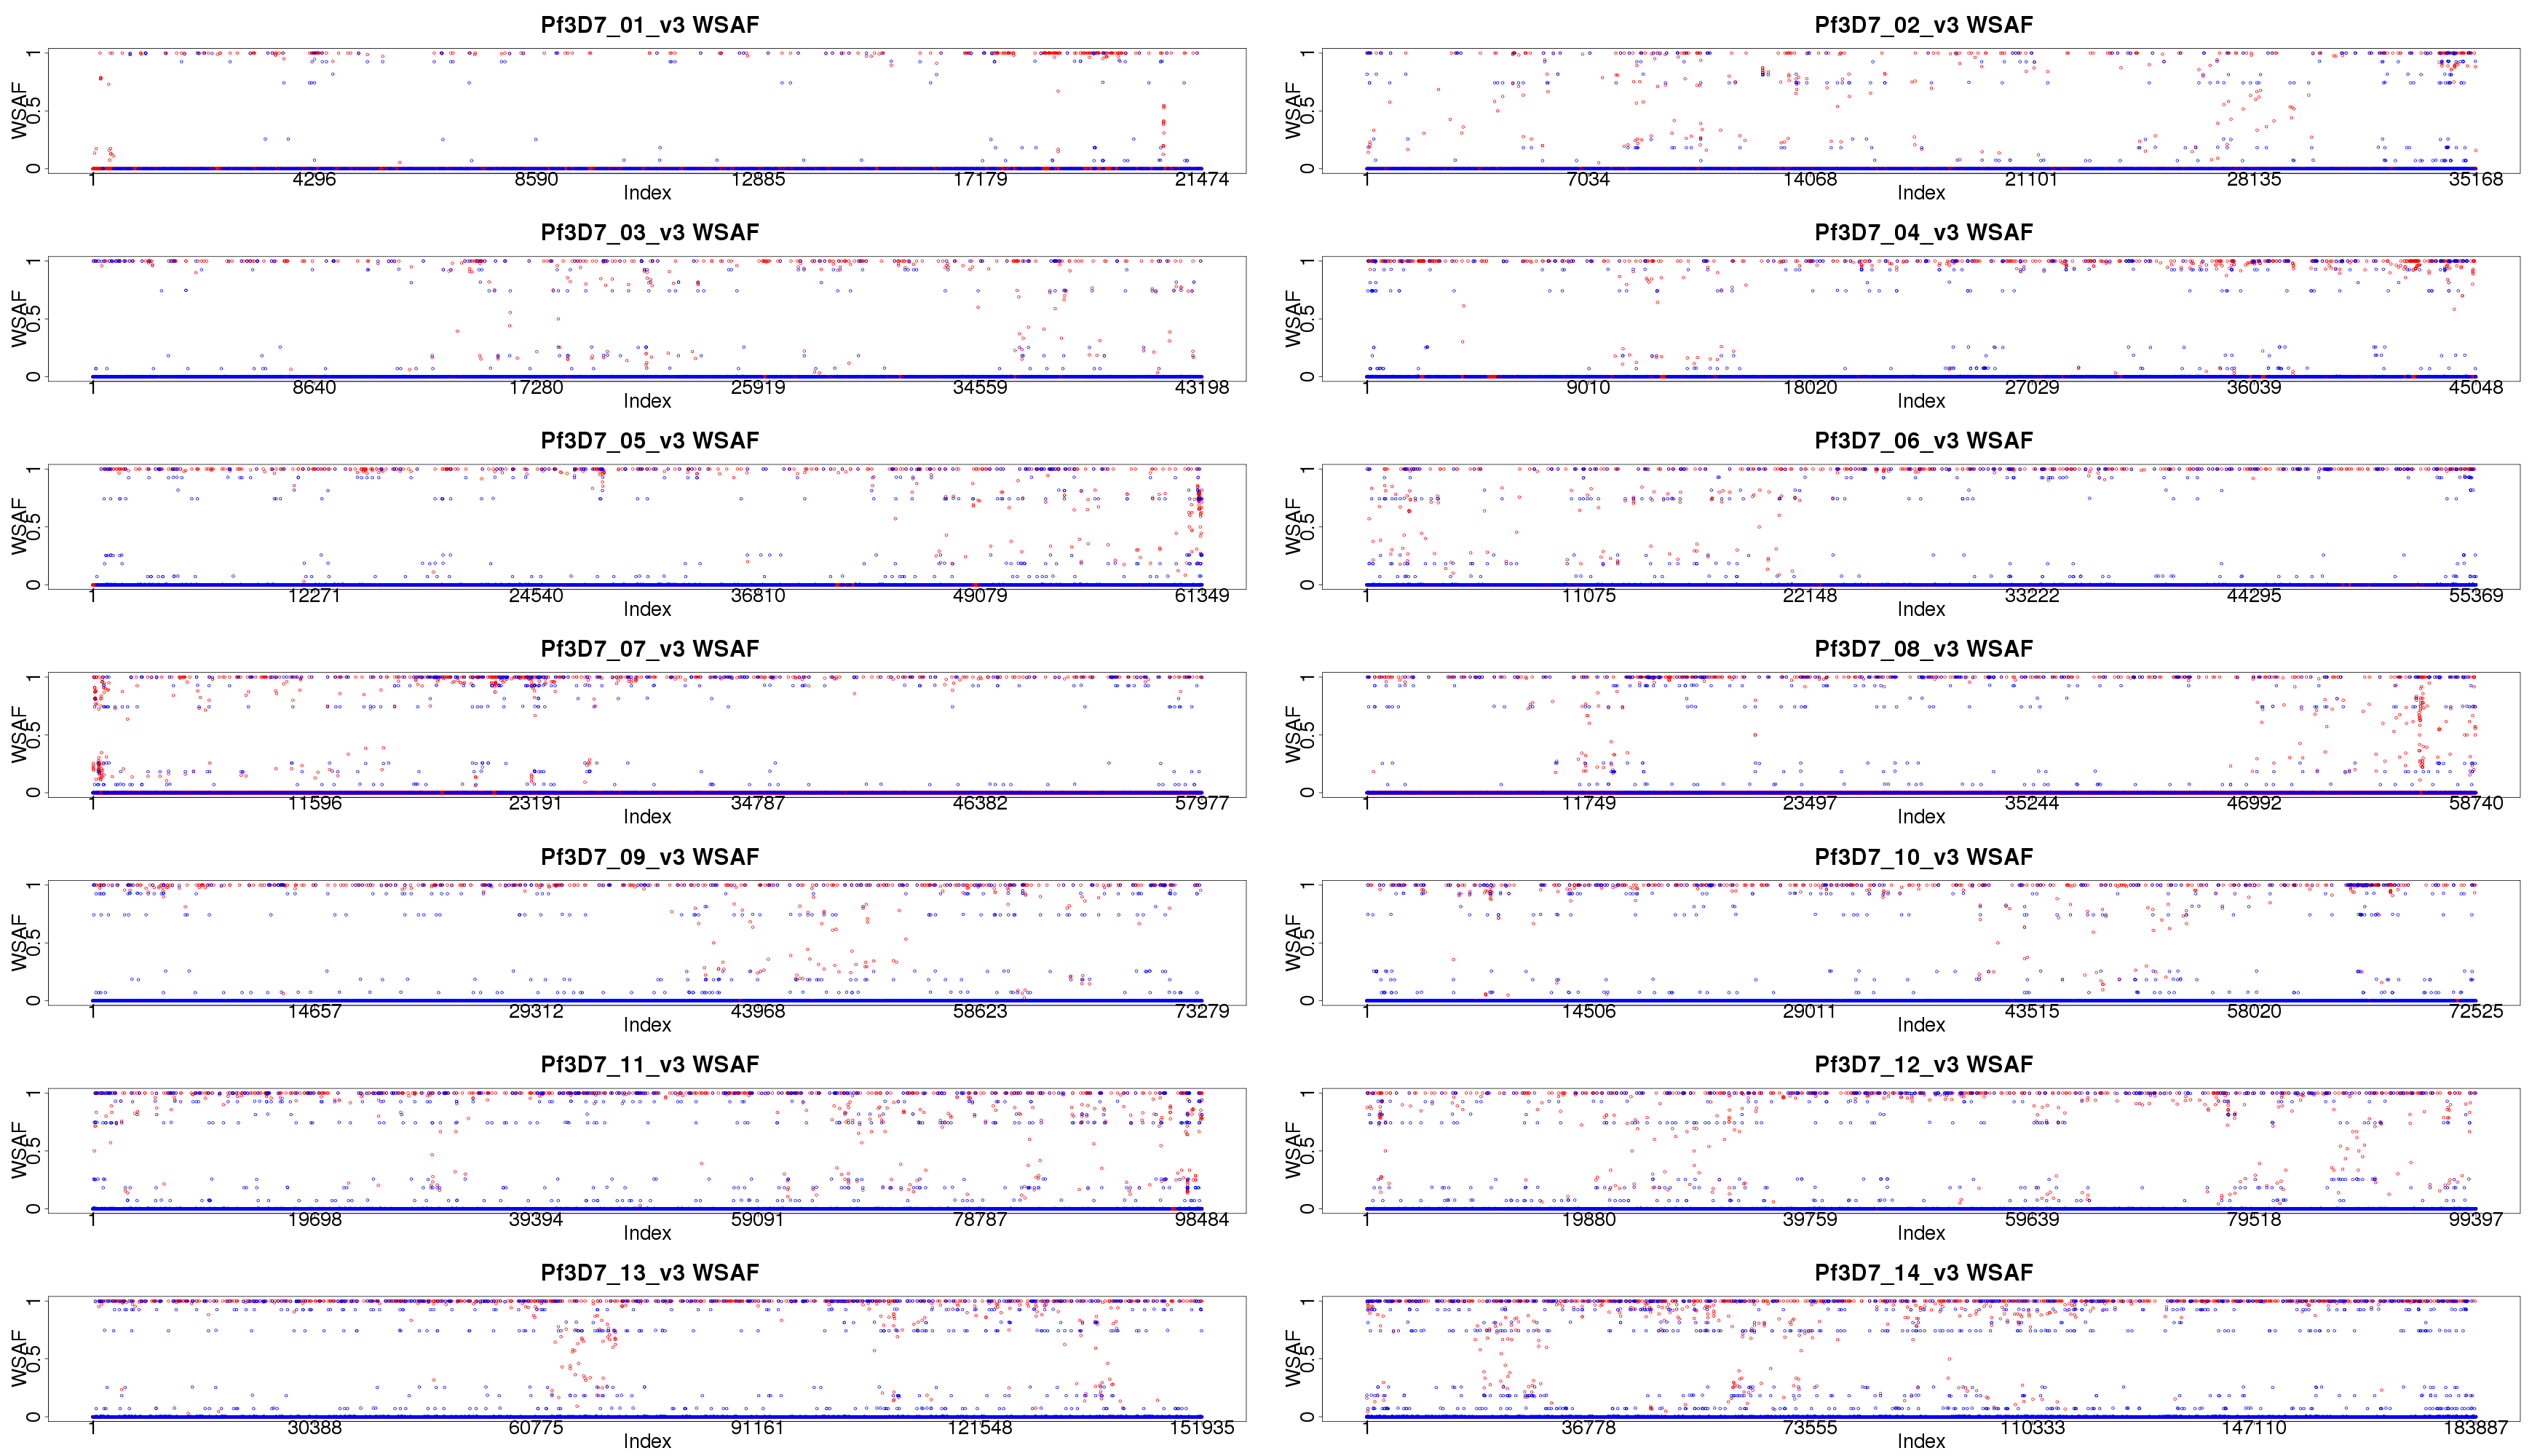 Pf3D7_01_v3 WSAF
WSAF
0 0.5 1
1 4296 8590 12885 17179 21474
Index
Pf3D7_02_v3 WSAF
WSAF
0 0.5 1
1 7034 14068 21101 28135 35168
Index
Pf3D7_03_v3 WSAF
WSAF
0 0.5 1
1 8640 17280 25919 34559 43198
Index
Pf3D7_04_v3 WSAF
WSAF
0 0.5 1
1 9010 18020 27029 36039 45048
Index
Pf3D7_05_v3 WSAF
WSAF
0 0.5 1
1 12271 24540 36810 49079 61349
Index
Pf3D7_06_v3 WSAF
WSAF
0 0.5 1
1 11075 22148 33222 44295 55369
Index
Pf3D7_07_v3 WSAF
WSAF
0 0.5 1
1 11596 23191 34787 46382 57977
Index
Pf3D7_08_v3 WSAF
WSAF
0 0.5 1
1 11749 23497 35244 46992 58740
Index
Pf3D7_09_v3 WSAF
WSAF
0 0.5 1
1 14657 29312 43968 58623 73279
Index
Pf3D7_10_v3 WSAF
WSAF
0 0.5 1
1 14506 29011 43515 58020 72525
Index
Pf3D7_11_v3 WSAF
WSAF
0 0.5 1
1 19698 39394 59091 78787 98484
Index
Pf3D7_12_v3 WSAF
WSAF
0 0.5 1
1 19880 39759 59639 79518 99397
Index
Pf3D7_13_v3 WSAF
WSAF
0 0.5 1
1 30388 60775 91161 121548 151935
Index
Pf3D7_14_v3 WSAF
WSAF
0 0.5 1
1 36778 73555 110333 147110 183887
Index